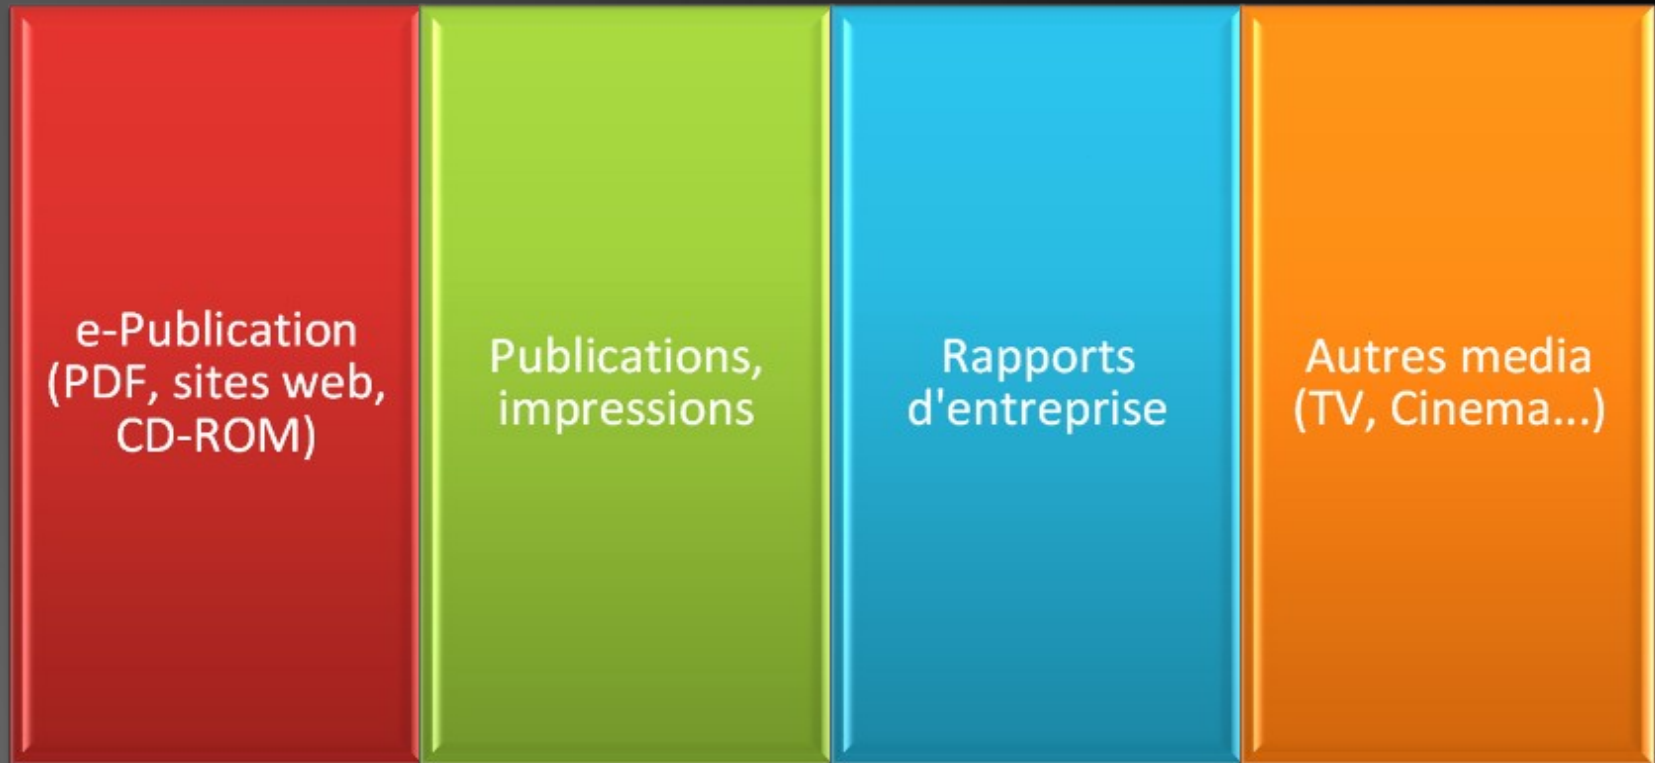 e-Publication
(PDF, sites web,
CD-ROM)
Publications,
impressions
Rapports
d'entreprise
Autres media
(TV, Cinema...)